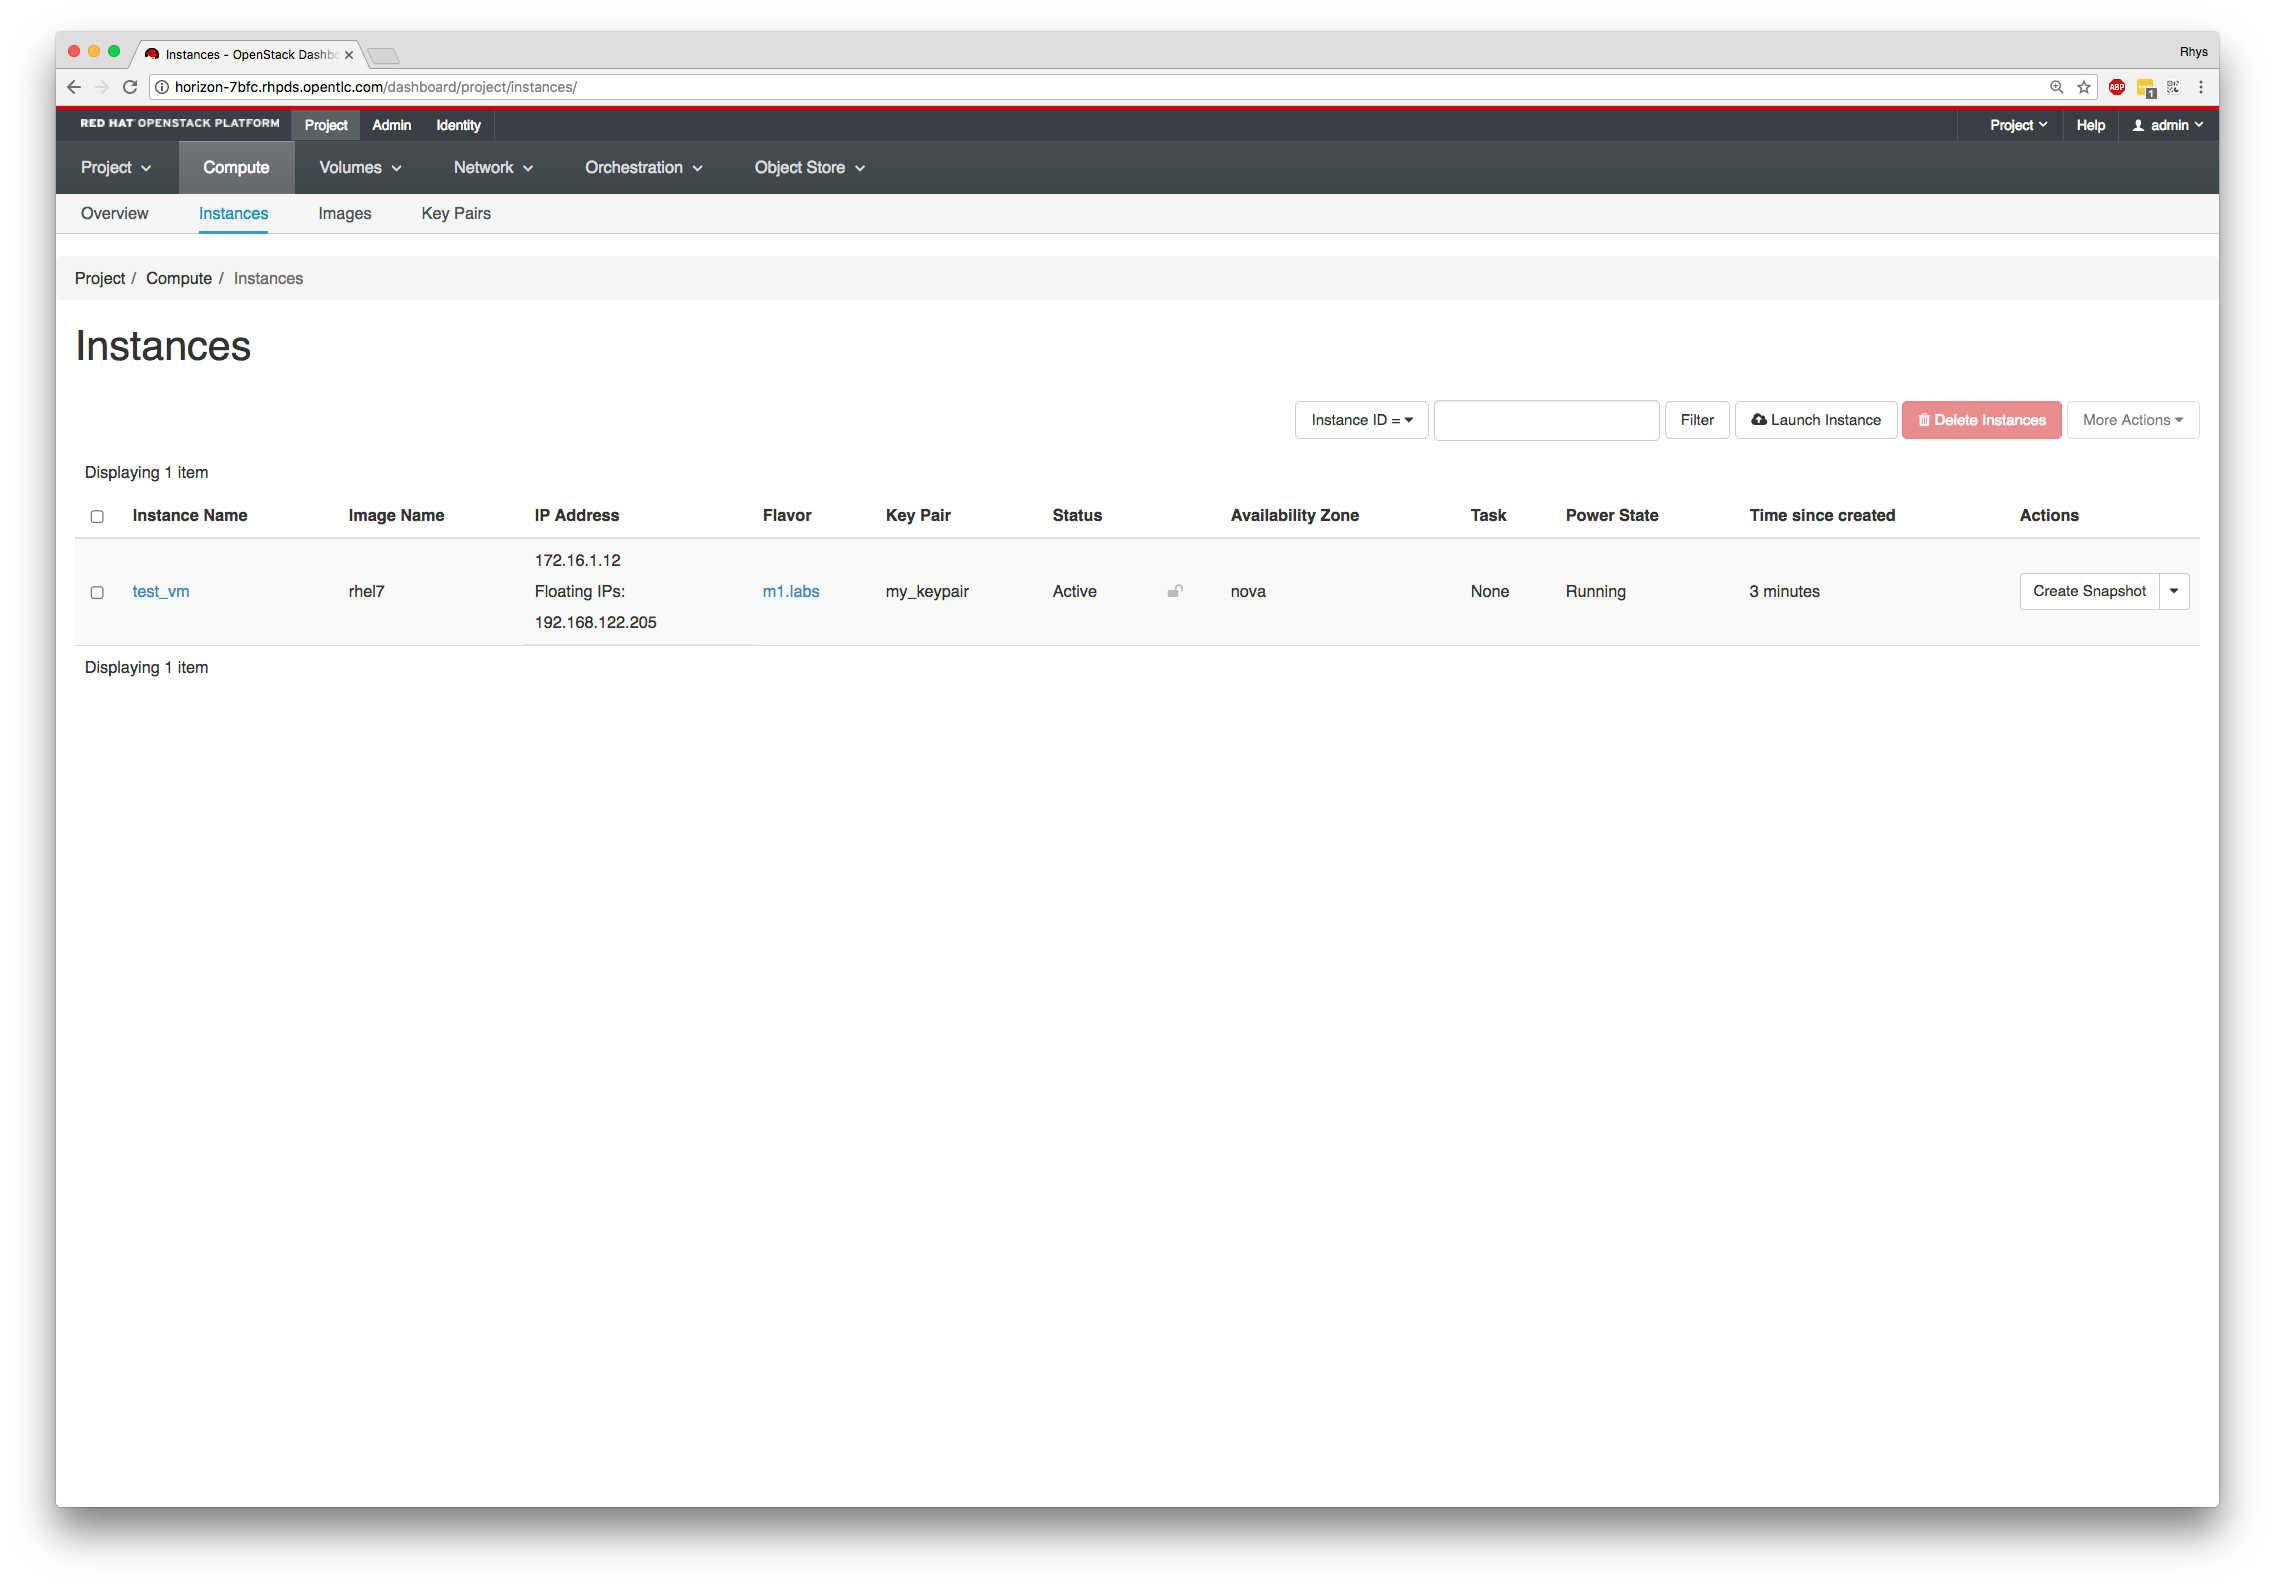 Instances - OpenStack Dashbo
Rhys
horizon-7bfc.rhpds.opentlc.com/dashboard/project/instances/
ABP
1
RED HAT OPENSTACK PLATFORM Project Admin Identity Project Help admin
Project Compute Volumes Network Orchestration Object Store
Overview Instances Images Key Pairs
Project / Compute / Instances
Instances
Instance ID = Filter Launch Instance Delete Instances More Actions
Displaying 1 item
Instance Name Image Name IP Address Flavor Key Pair Status Availability Zone Task Power State Time since created Actions
172.16.1.12
test_vm rhel7 Floating IPs: m1.labs my_keypair Active nova None Running 3 minutes Create Snapshot
192.168.122.205
Displaying 1 item